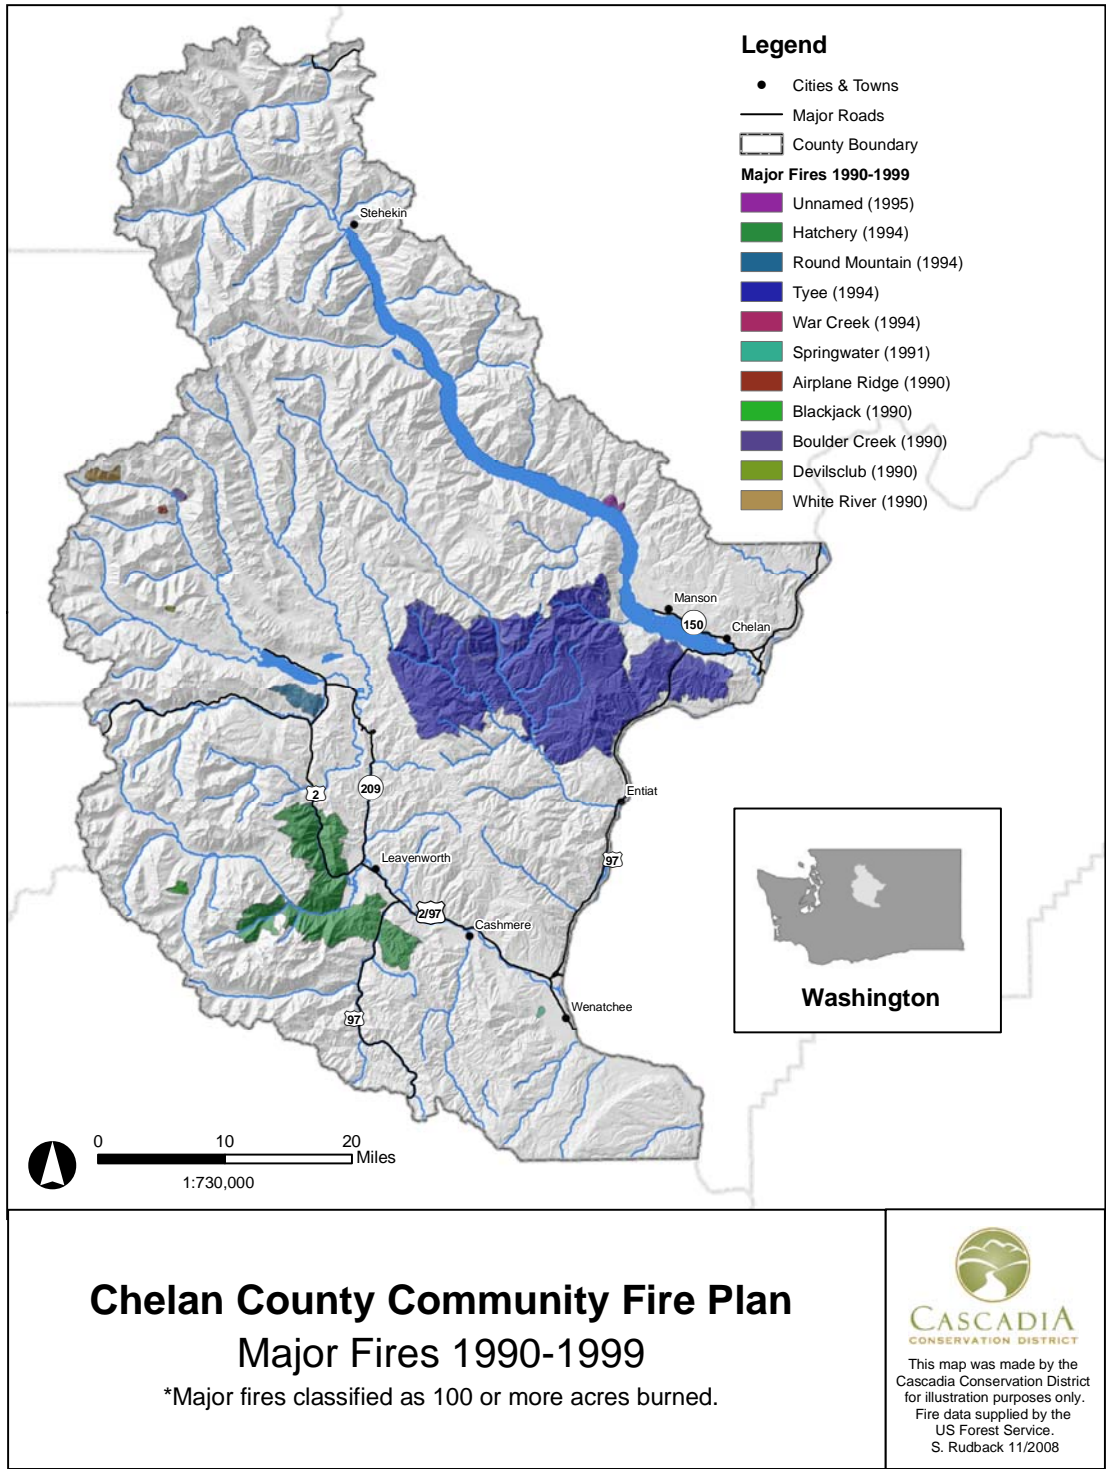 Legend
Cities & Towns
Major Roads
County Boundary
Major Fires 1990-1999
Unnamed (1995)
Hatchery (1994)
Round Mountain (1994)
Tyee (1994)
War Creek (1994)
Springwater (1991)
Airplane Ridge (1990)
Blackjack (1990)
Boulder Creek (1990)
Devilsclub (1990)
White River (1990)
Stehekin
Manson
150
Chelan
Entiat
2
209
97
Leavenworth
2/97
Cashmere
Wenatchee
97
Washington
0 10 20
Miles
1:730,000
Chelan County Community Fire Plan
Major Fires 1990-1999
*Major fires classified as 100 or more acres burned.
CASCADIA
CONSERVATION DISTRICT
This map was made by the
Cascadia Conservation District
for illustration purposes only.
Fire data supplied by the
US Forest Service.
S. Rudback 11/2008